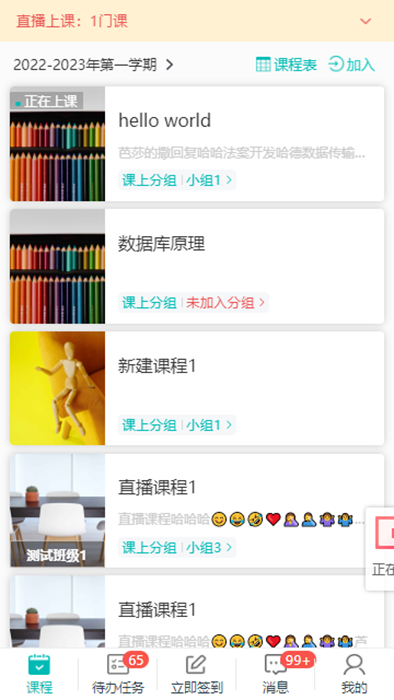 直播上课：1门课
2022-2023年第一学期
课程表
加入
正在上课
hello world
芭莎的撒回复哈哈法案开发哈德数据传输...
课上分组 小组1
数据库原理
课上分组 未加入分组
新建课程1
课上分组 小组1
直播课程1
直播课程哈哈哈😊😂🤣❤️🤦‍♀️🤦‍♂️🤷‍♀️🤷‍♂️...
测试班级1
课上分组 小组3
正在
直播课程1
直播课程哈哈哈😊😂🤣❤️🤦‍♀️🤦‍♂️🤷‍♀️🤷‍♂️芦
课程
待办任务
65
立即签到
消息
99+
我的